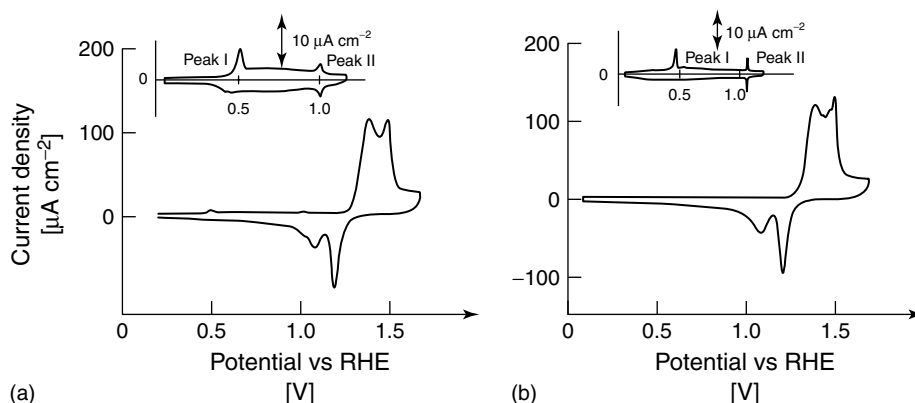 200
10 μA cm⁻²
Peak I
Peak II
0
0.5
1.0
100
0
Current density
[μA cm⁻²]
0
0.5
1.0
1.5
Potential vs RHE
[V]
(a)
200
10 μA cm⁻²
Peak I
Peak II
0
0.5
1.0
100
0
−100
0
0.5
1.0
1.5
Potential vs RHE
[V]
(b)